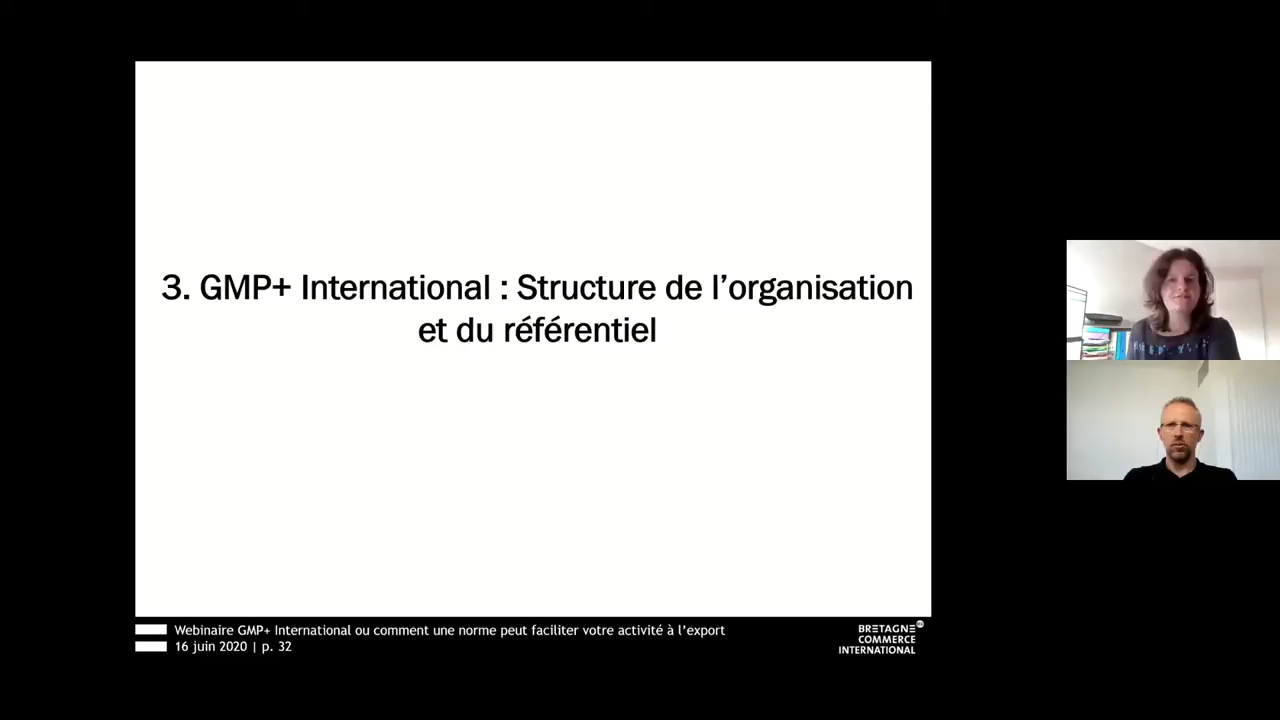 3. GMP+ International : Structure de l’organisation
et du référentiel
Webinaire GMP+ International ou comment une norme peut faciliter votre activité à l’export
16 juin 2020 | p. 32
BRETAGNE
COMMERCE
INTERNATIONAL